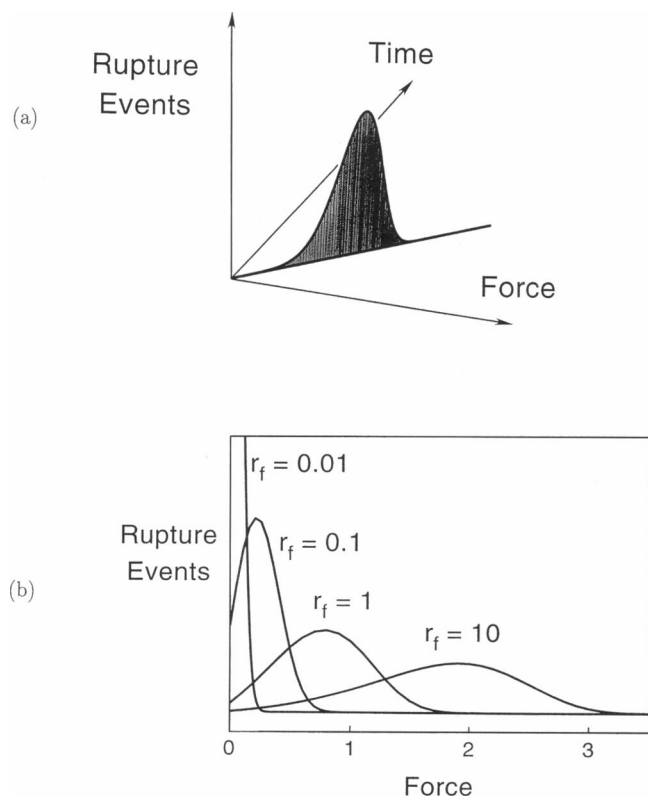 Rupture
Events
Time
(a)
Force
r_f = 0.01
r_f = 0.1
Rupture
Events
(b)
r_f = 1
r_f = 10
0 1 2 3
Force